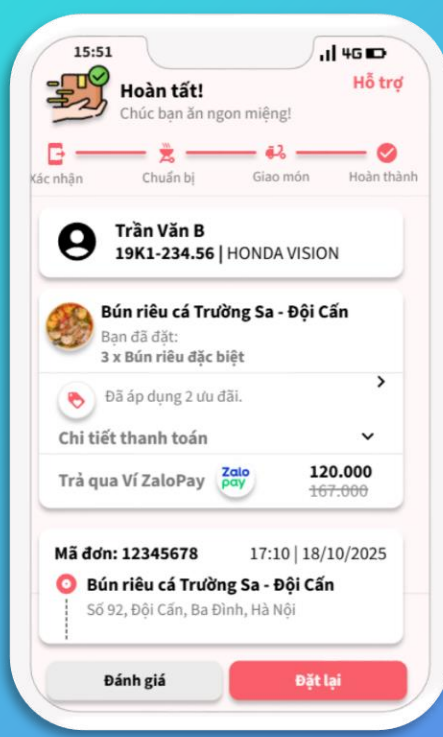 15:51
4G
Hoàn tất!
Hỗ trợ
Chúc bạn ăn ngon miệng!
Xác nhận
Chuẩn bị
Giao món
Hoàn thành
Trần Văn B
19K1-234.56 | HONDA VISION
Bún riêu cá Trường Sa - Đội Cấn
Bạn đã đặt:
3 x Bún riêu đặc biệt
Đã áp dụng 2 ưu đãi.
Chi tiết thanh toán
Trả qua Ví ZaloPay
Zalo
pay
120.000
167.000
Mã đơn: 12345678
17:10 | 18/10/2025
Bún riêu cá Trường Sa - Đội Cấn
Số 92, Đội Cấn, Ba Đình, Hà Nội
Đánh giá
Đặt lại